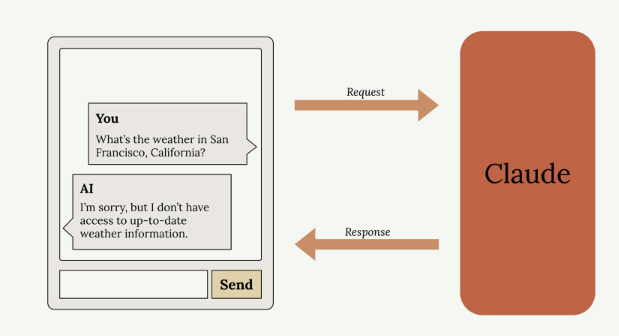 You
What's the weather in San
Francisco, California?
AI
I'm sorry, but I don't have
access to up-to-date
weather information.
Send
Request
Response
Claude